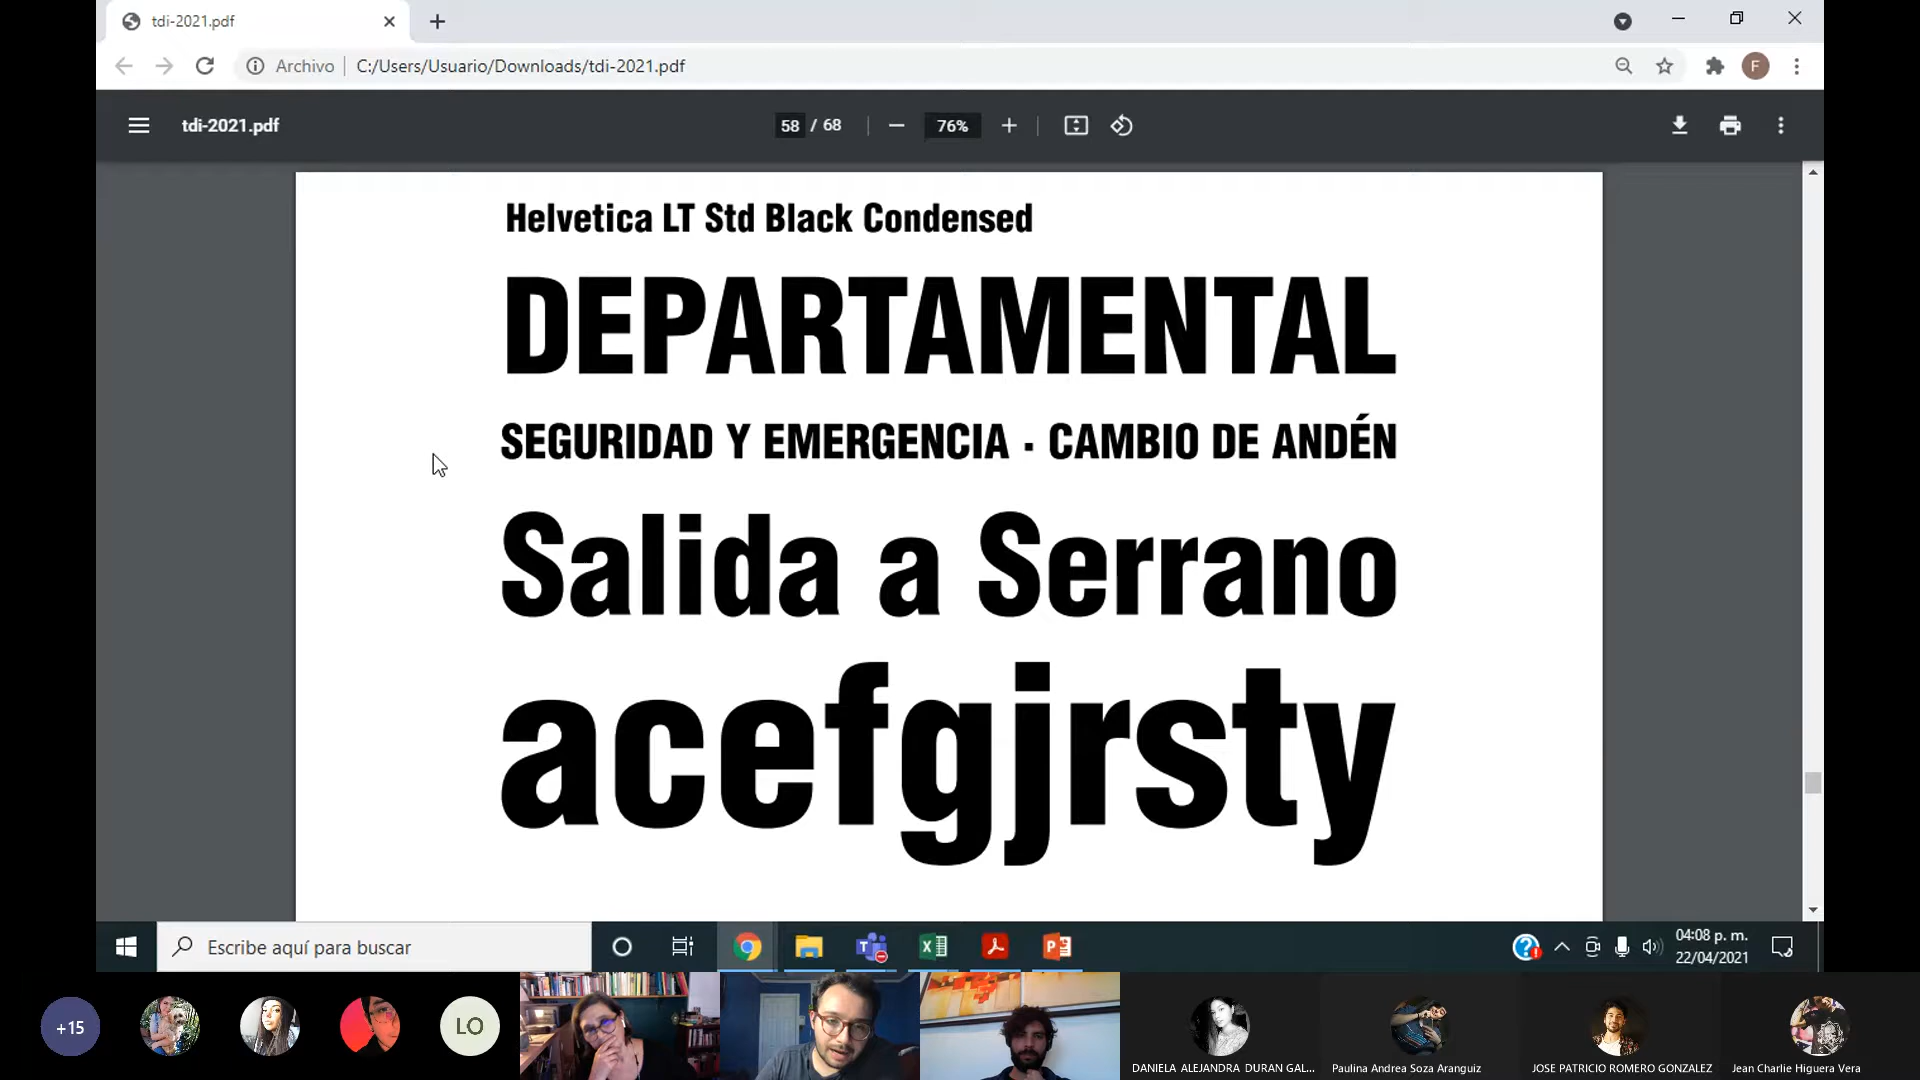 tdi-2021.pdf
Archivo
C:/Users/Usuario/Downloads/tdi-2021.pdf
F
tdi-2021.pdf
58 / 68
76%
Helvetica LT Std Black Condensed
DEPARTAMENTAL
SEGURIDAD Y EMERGENCIA · CAMBIO DE ANDÉN
Salida a Serrano
acefgjrsty
Escribe aquí para buscar
04:08 p. m.
22/04/2021
+15
LO
DANIELA ALEJANDRA DURAN GAL...
Paulina Andrea Soza Aranguiz
JOSE PATRICIO ROMERO GONZALEZ
Jean Charlie Higuera Vera